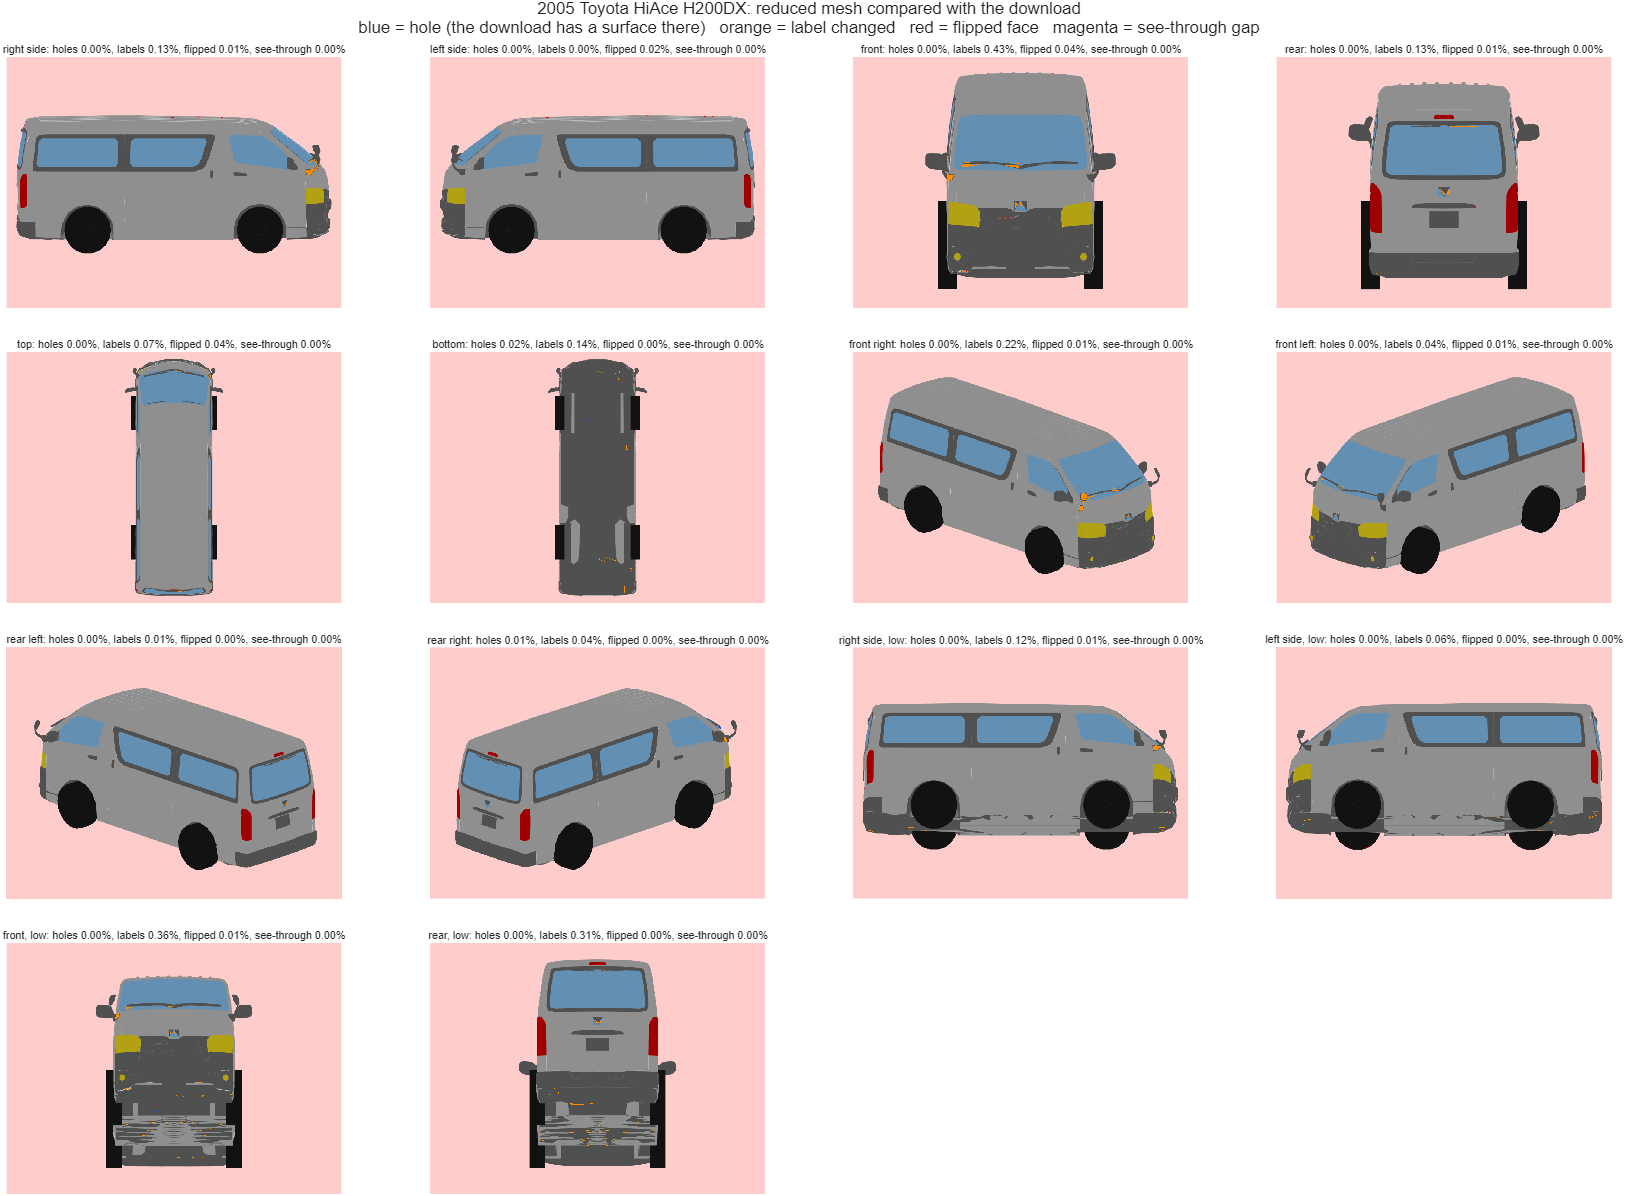 2005 Toyota HiAce H200DX: reduced mesh compared with the download
blue = hole (the download has a surface there)   orange = label changed   red = flipped face   magenta = see-through gap
right side: holes 0.00%, labels 0.13%, flipped 0.01%, see-through 0.00%
left side: holes 0.00%, labels 0.00%, flipped 0.02%, see-through 0.00%
front: holes 0.00%, labels 0.43%, flipped 0.04%, see-through 0.00%
rear: holes 0.00%, labels 0.13%, flipped 0.01%, see-through 0.00%
top: holes 0.00%, labels 0.07%, flipped 0.04%, see-through 0.00%
bottom: holes 0.02%, labels 0.14%, flipped 0.00%, see-through 0.00%
front right: holes 0.00%, labels 0.22%, flipped 0.01%, see-through 0.00%
front left: holes 0.00%, labels 0.04%, flipped 0.01%, see-through 0.00%
rear left: holes 0.00%, labels 0.01%, flipped 0.00%, see-through 0.00%
rear right: holes 0.01%, labels 0.04%, flipped 0.00%, see-through 0.00%
right side, low: holes 0.00%, labels 0.12%, flipped 0.01%, see-through 0.00%
left side, low: holes 0.00%, labels 0.06%, flipped 0.00%, see-through 0.00%
front, low: holes 0.00%, labels 0.36%, flipped 0.01%, see-through 0.00%
rear, low: holes 0.00%, labels 0.31%, flipped 0.00%, see-through 0.00%